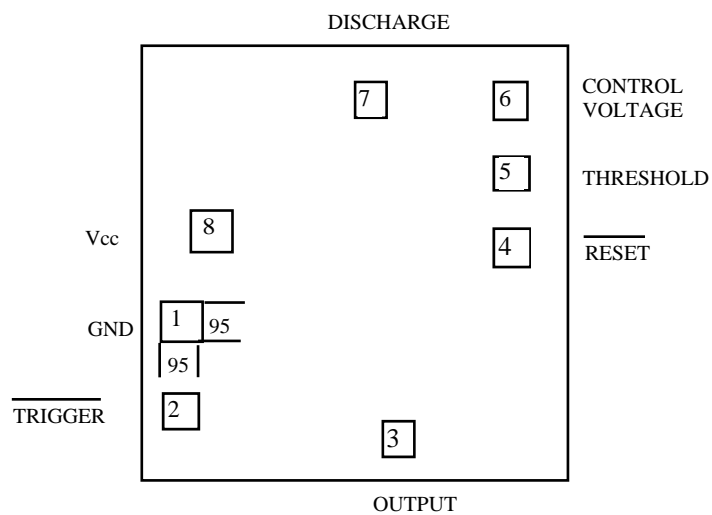 DISCHARGE
7
6
CONTROL
VOLTAGE
5
THRESHOLD
Vcc
8
4
RESET
GND
1
95
95
TRIGGER
2
3
OUTPUT